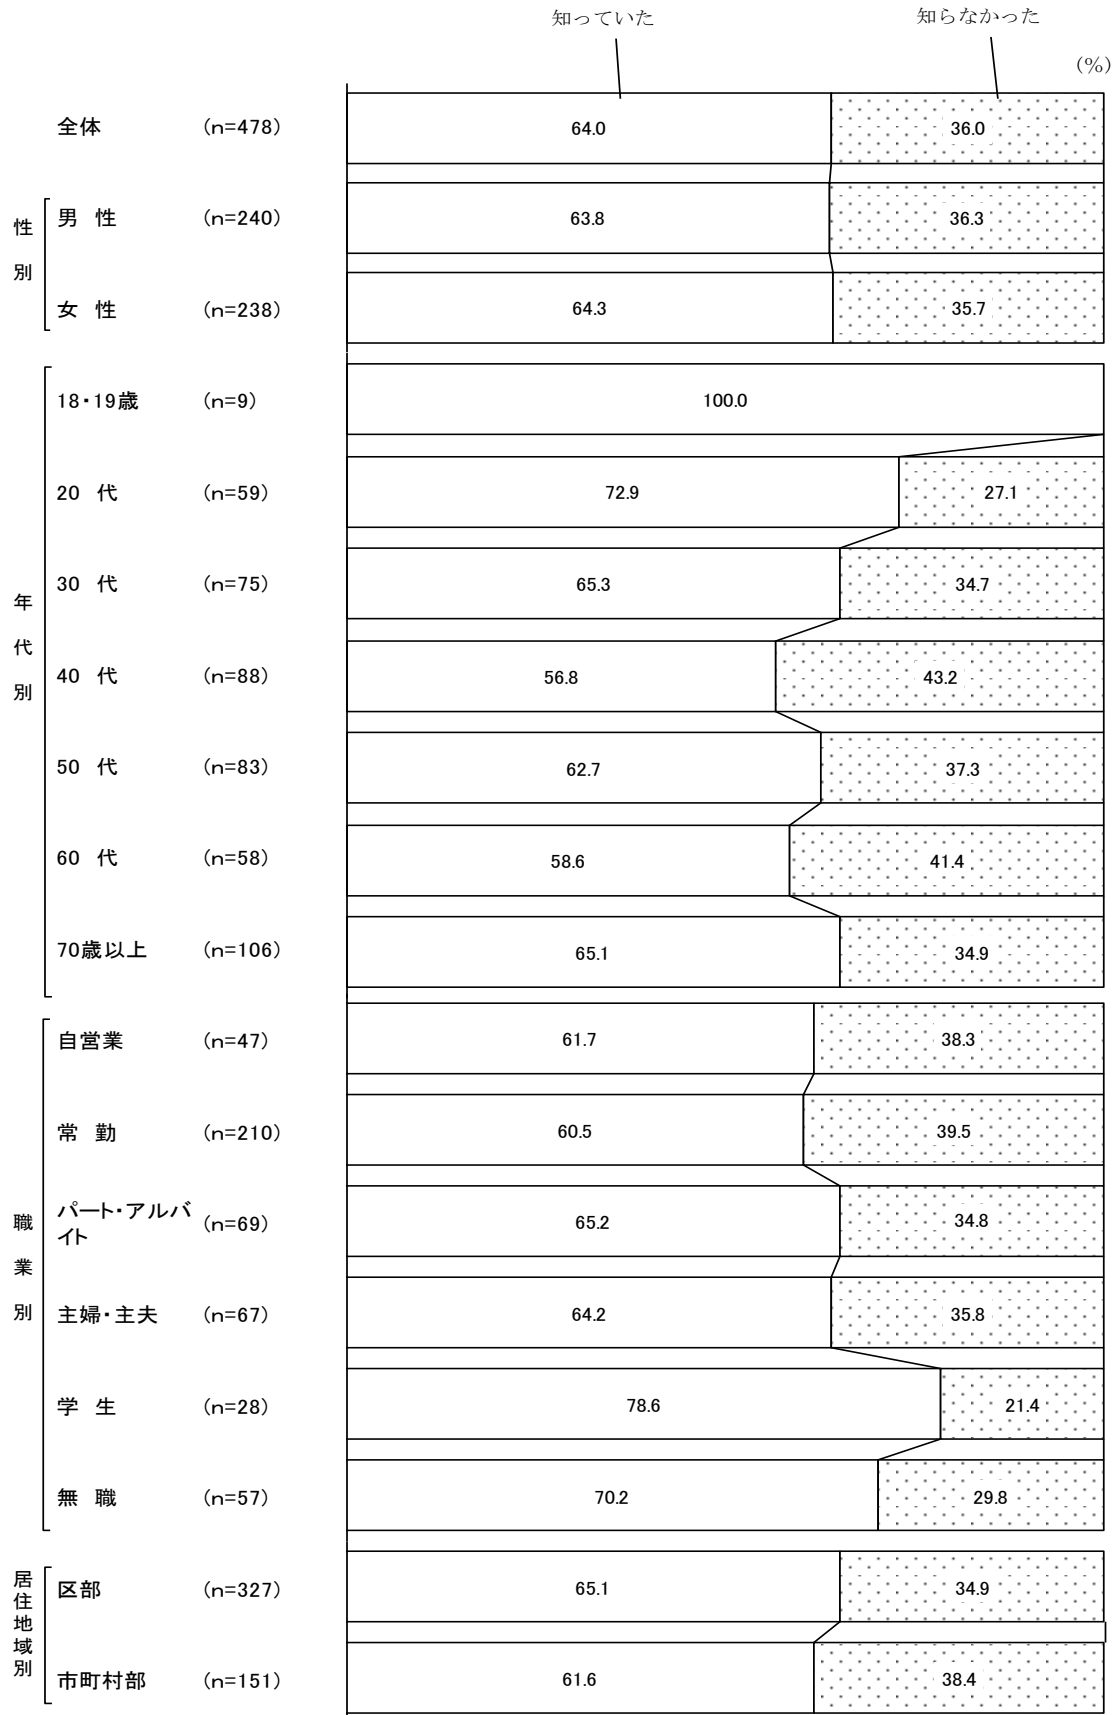 知っていた 知らなかった
(%)
全体 (n=478) 64.0 36.0
性別
男 性 (n=240) 63.8 36.3
女 性 (n=238) 64.3 35.7
年代別
18・19歳 (n=9) 100.0
20 代 (n=59) 72.9 27.1
30 代 (n=75) 65.3 34.7
40 代 (n=88) 56.8 43.2
50 代 (n=83) 62.7 37.3
60 代 (n=58) 58.6 41.4
70歳以上 (n=106) 65.1 34.9
職業別
自営業 (n=47) 61.7 38.3
常 勤 (n=210) 60.5 39.5
パート・アルバ
イト (n=69) 65.2 34.8
主婦・主夫 (n=67) 64.2 35.8
学 生 (n=28) 78.6 21.4
無 職 (n=57) 70.2 29.8
居住地域別
区部 (n=327) 65.1 34.9
市町村部 (n=151) 61.6 38.4